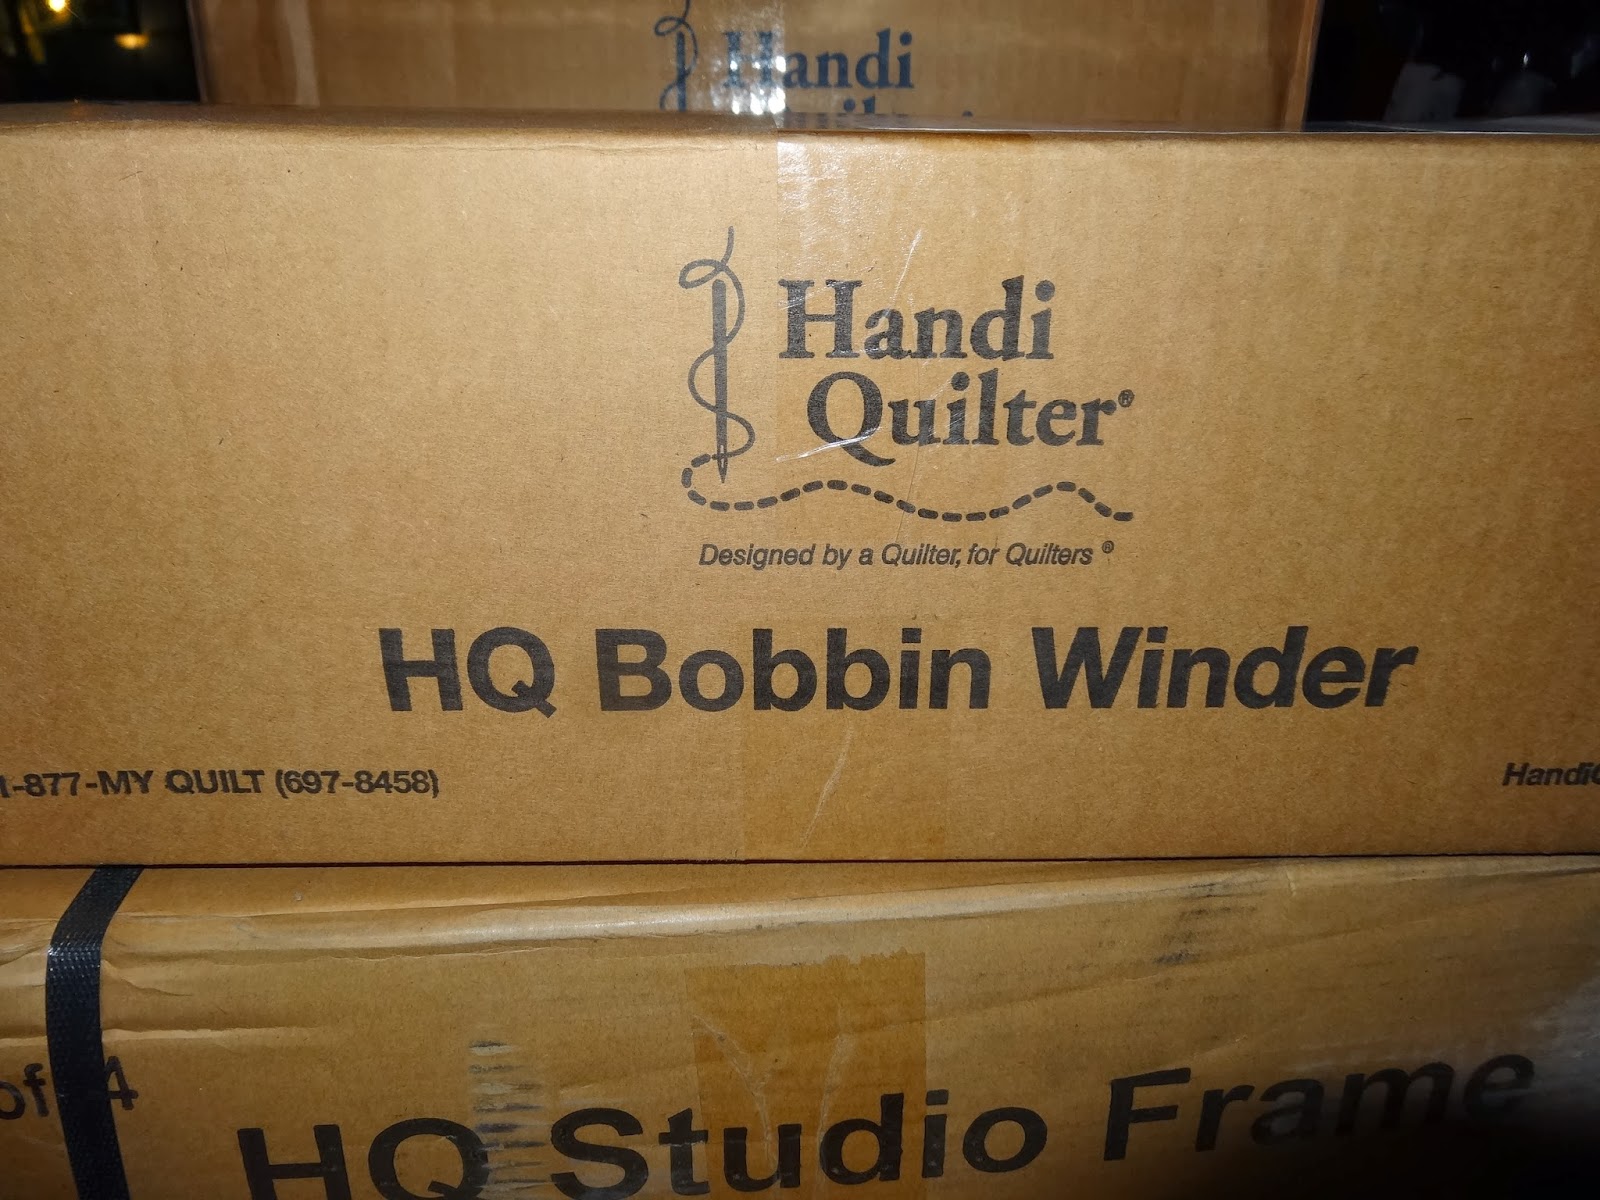 Handi
Handi
Quilter®
Designed by a Quilter, for Quilters ®
HQ Bobbin Winder
1-877-MY QUILT (697-8458)
of 4
HQ Studio Frame